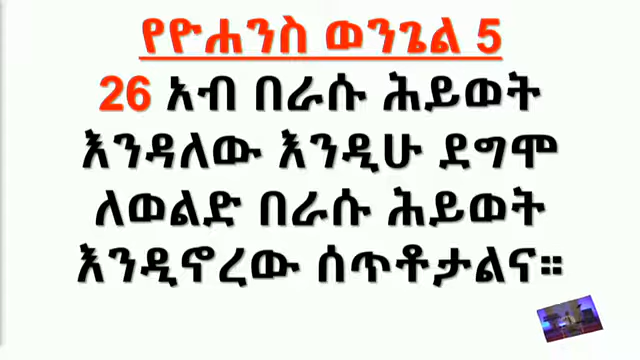 የዮሐንስ ወንጌል 5
26 አብ በራሱ ሕይወት
እንዳለው እንዲሁ ደግሞ
ለወልድ በራሱ ሕይወት
እንዲኖረው ሰጥቶታልና።